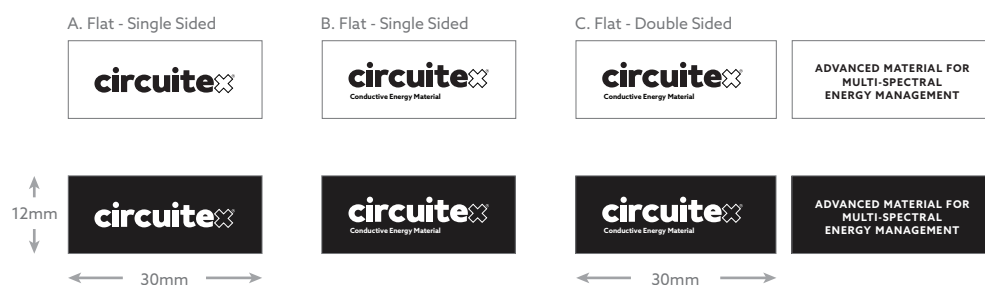 A. Flat - Single Sided
B. Flat - Single Sided
C. Flat - Double Sided
circuitex
circuitex
Conductive Energy Material
circuitex
Conductive Energy Material
ADVANCED MATERIAL FOR
MULTI-SPECTRAL
ENERGY MANAGEMENT
12mm
circuitex
circuitex
Conductive Energy Material
circuitex
Conductive Energy Material
ADVANCED MATERIAL FOR
MULTI-SPECTRAL
ENERGY MANAGEMENT
30mm
30mm